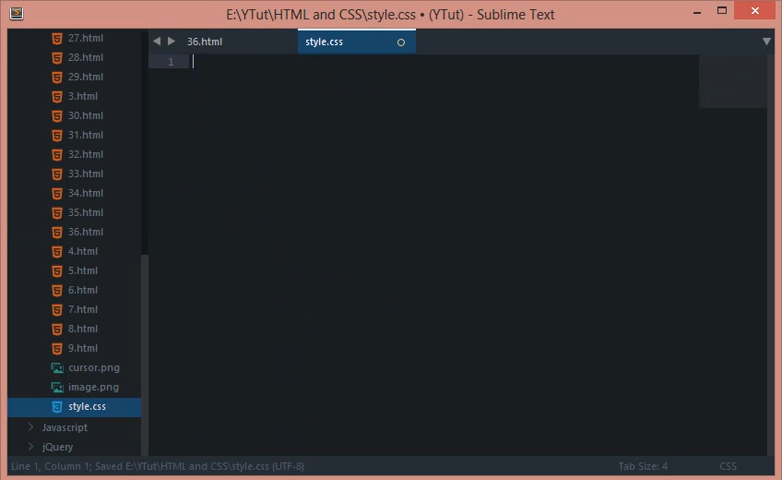 E:\YTut\HTML and CSS\style.css • (YTut) - Sublime Text
27.html
28.html
29.html
3.html
30.html
31.html
32.html
33.html
34.html
35.html
36.html
4.html
5.html
6.html
7.html
8.html
9.html
cursor.png
image.png
style.css
Javascript
jQuery
36.html
style.css
1
Line 1, Column 1; Saved E:\YTut\HTML and CSS\style.css (UTF-8)
Tab Size: 4
CSS